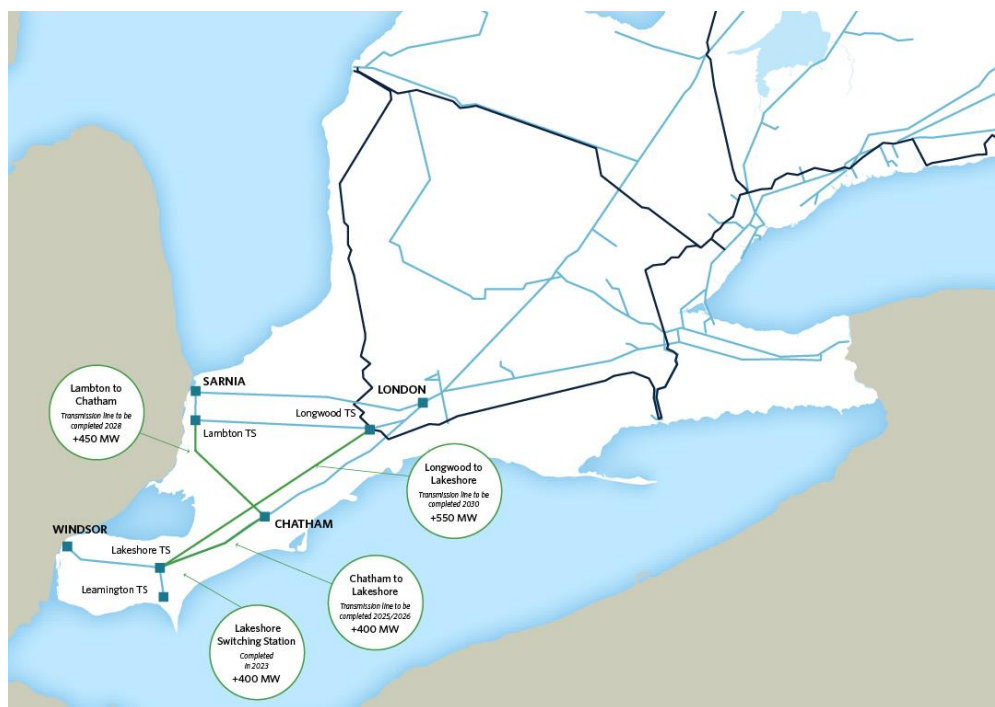 Lambton to
Chatham
Transmission line to be
completed 2028
+450 MW
SARNIA
Lambton TS
LONDON
Longwood TS
Longwood to
Lakeshore
Transmission line to be
completed 2030
+550 MW
CHATHAM
WINDSOR
Lakeshore TS
Leamington TS
Chatham to
Lakeshore
Transmission line to be
completed 2025/2026
+400 MW
Lakeshore
Switching Station
Completed
in 2023
+400 MW